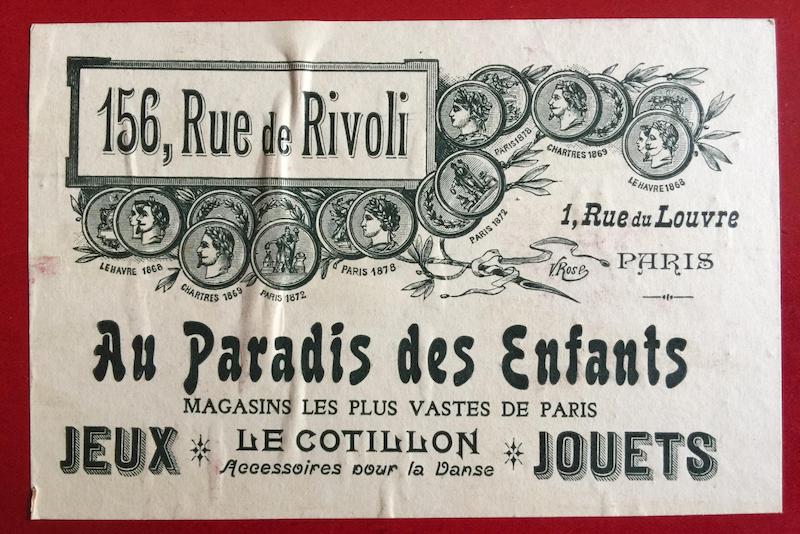 156, Rue de Rivoli
PARIS 1878
CHARTRES 1869
LE HAVRE 1868
PARIS 1872
LE HAVRE 1868
CHARTRES 1869
PARIS 1872
PARIS 1878
1, Rue du Louvre
PARIS
V. Rose
Au Paradis des Enfants
MAGASINS LES PLUS VASTES DE PARIS
JEUX LE COTILLON JOUETS
Accessoires pour la Danse